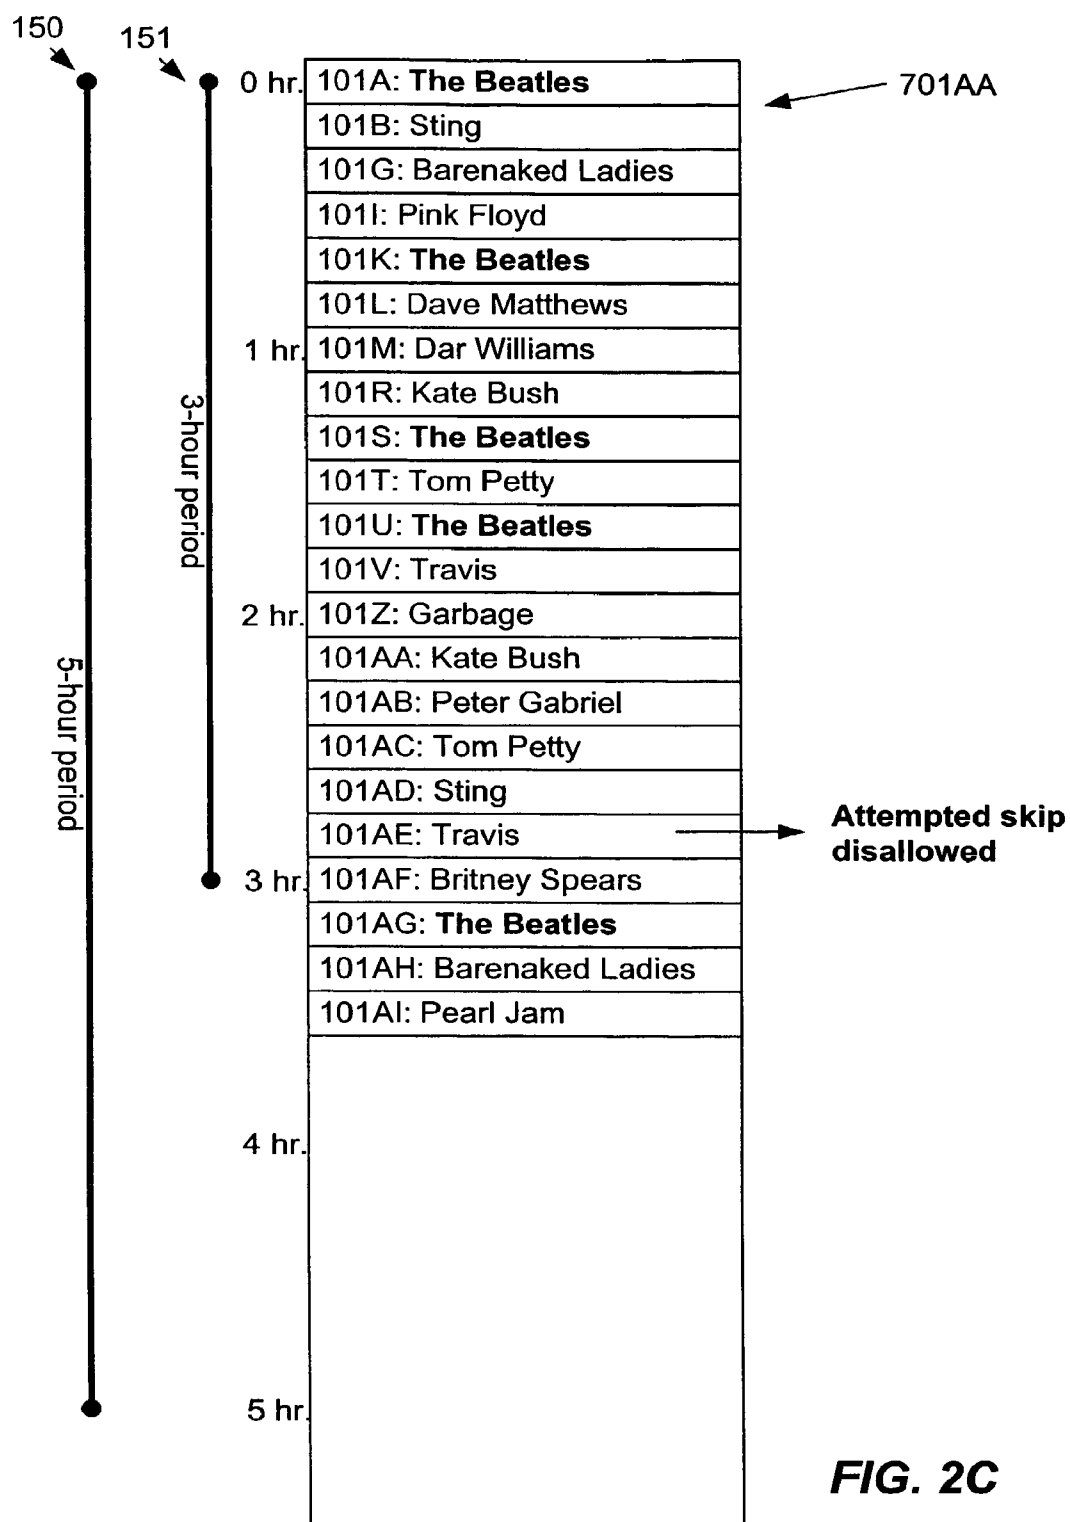 150
151
0 hr.
101A: The Beatles
701AA
101B: Sting
101G: Barenaked Ladies
101I: Pink Floyd
101K: The Beatles
101L: Dave Matthews
1 hr.
101M: Dar Williams
101R: Kate Bush
3-hour period
101S: The Beatles
101T: Tom Petty
101U: The Beatles
101V: Travis
2 hr.
101Z: Garbage
101AA: Kate Bush
5-hour period
101AB: Peter Gabriel
101AC: Tom Petty
101AD: Sting
101AE: Travis
Attempted skip
disallowed
3 hr.
101AF: Britney Spears
101AG: The Beatles
101AH: Barenaked Ladies
101AI: Pearl Jam
4 hr.
5 hr.
FIG. 2C